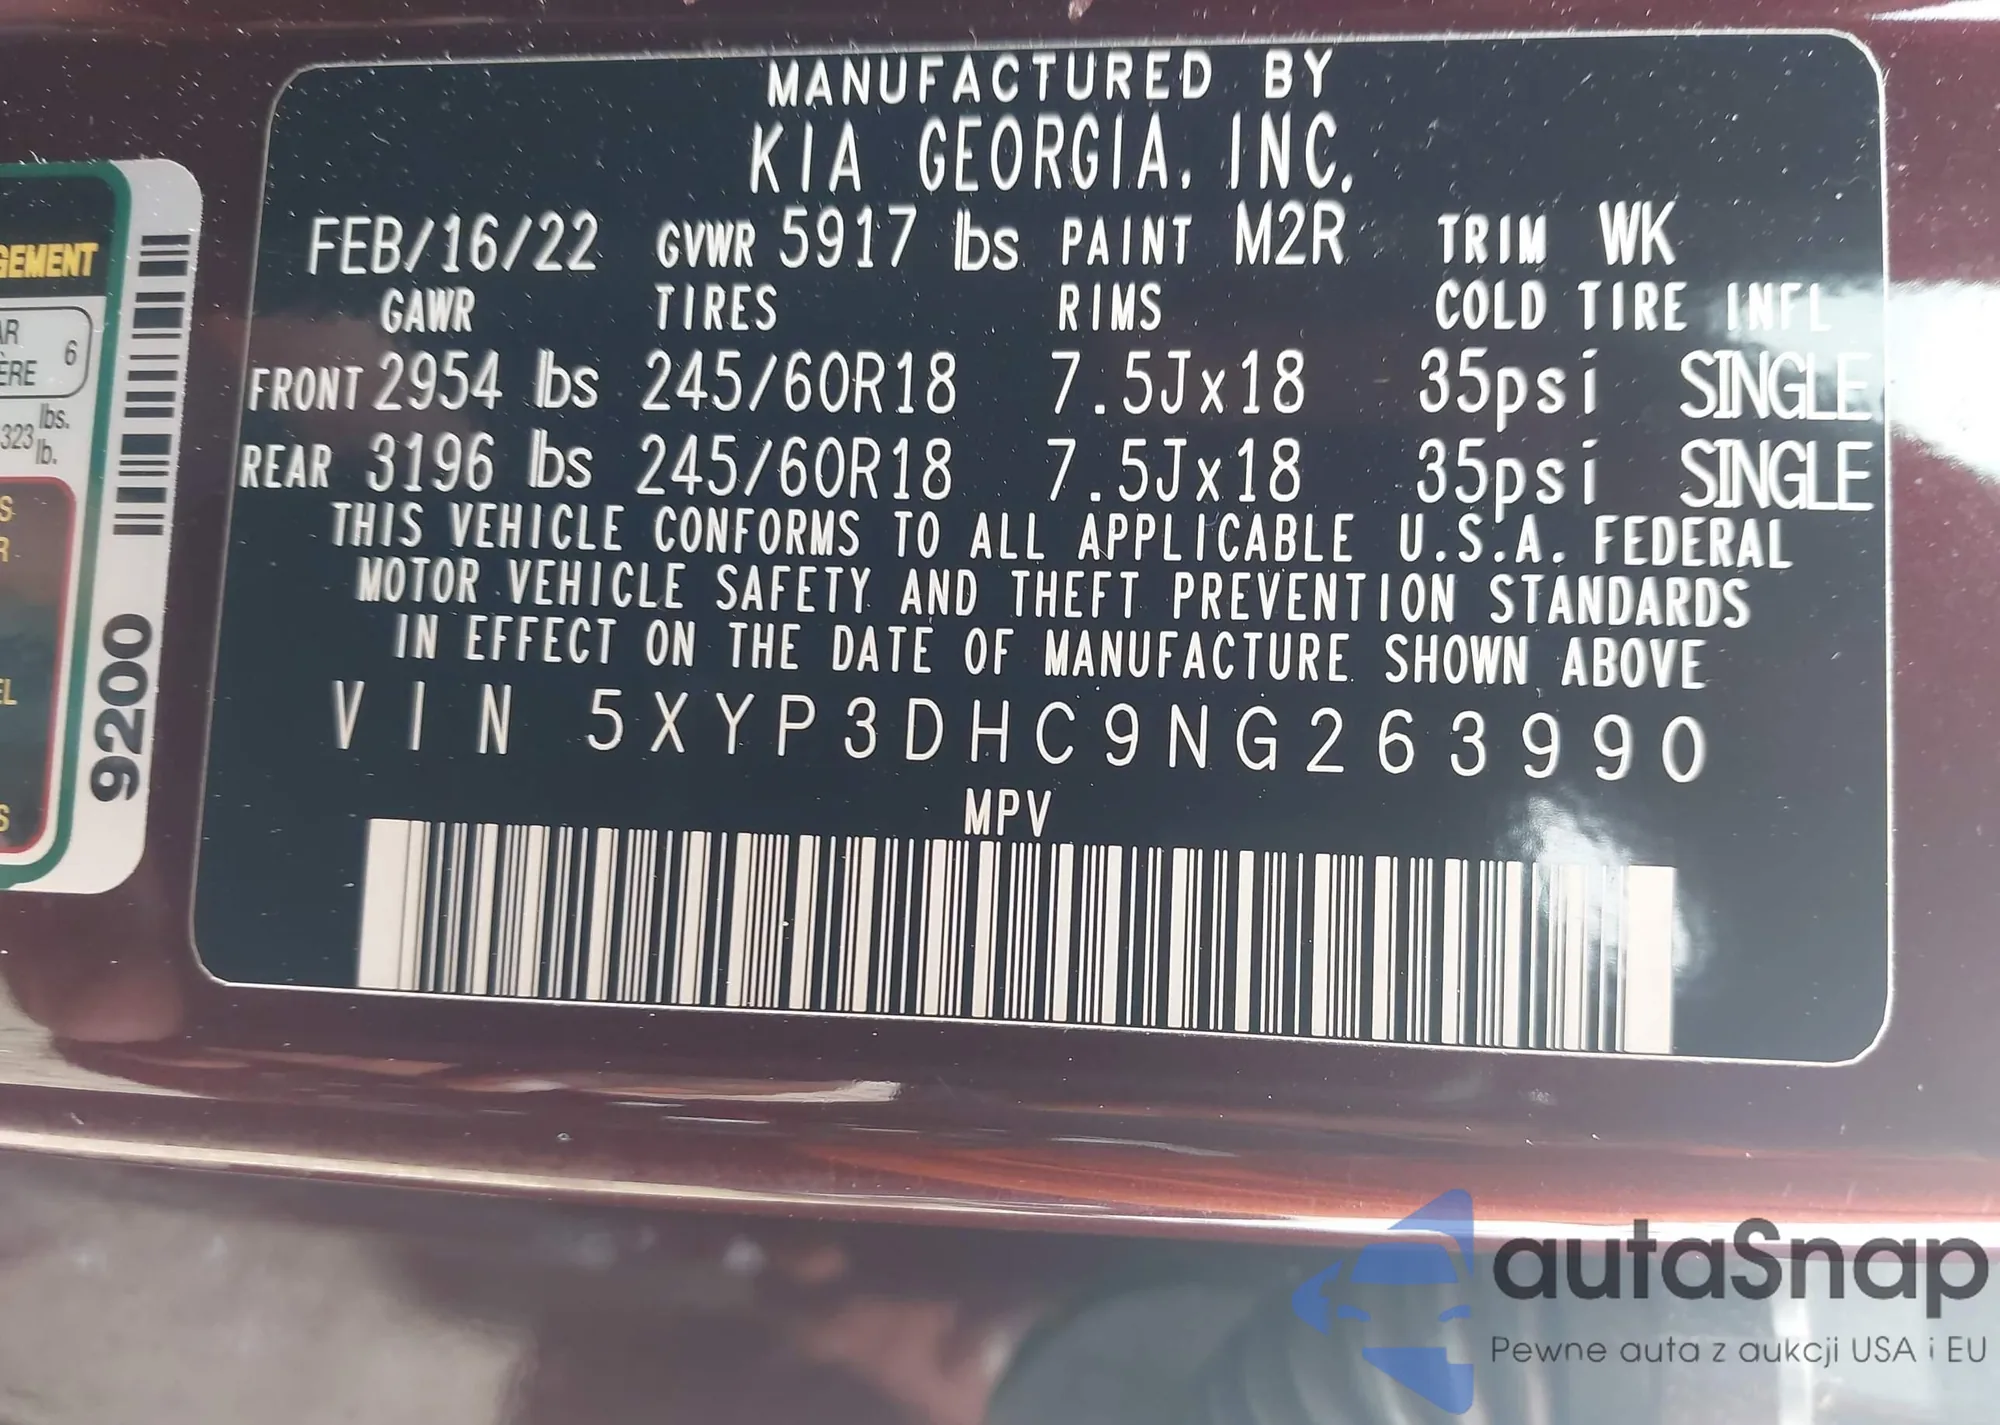 MANUFACTURED BY
KIA GEORGIA. INC.
FEB/16/22 GVWR 5917 lbs PAINT M2R TRIM WK
GAWR TIRES RIMS COLD TIRE INFL
FRONT 2954 lbs 245/60R18 7.5Jx18 35psi SINGLE
REAR 3196 lbs 245/60R18 7.5Jx18 35psi SINGLE
THIS VEHICLE CONFORMS TO ALL APPLICABLE U.S.A. FEDERAL
MOTOR VEHICLE SAFETY AND THEFT PREVENTION STANDARDS
IN EFFECT ON THE DATE OF MANUFACTURE SHOWN ABOVE
VIN 5XYP3DHC9NG263990
MPV
GEMENT
AR
ÈRE 6
323 lbs.
lb.
S
R
EL
S
9200
autaSnap
Pewne auta z aukcji USA i EU